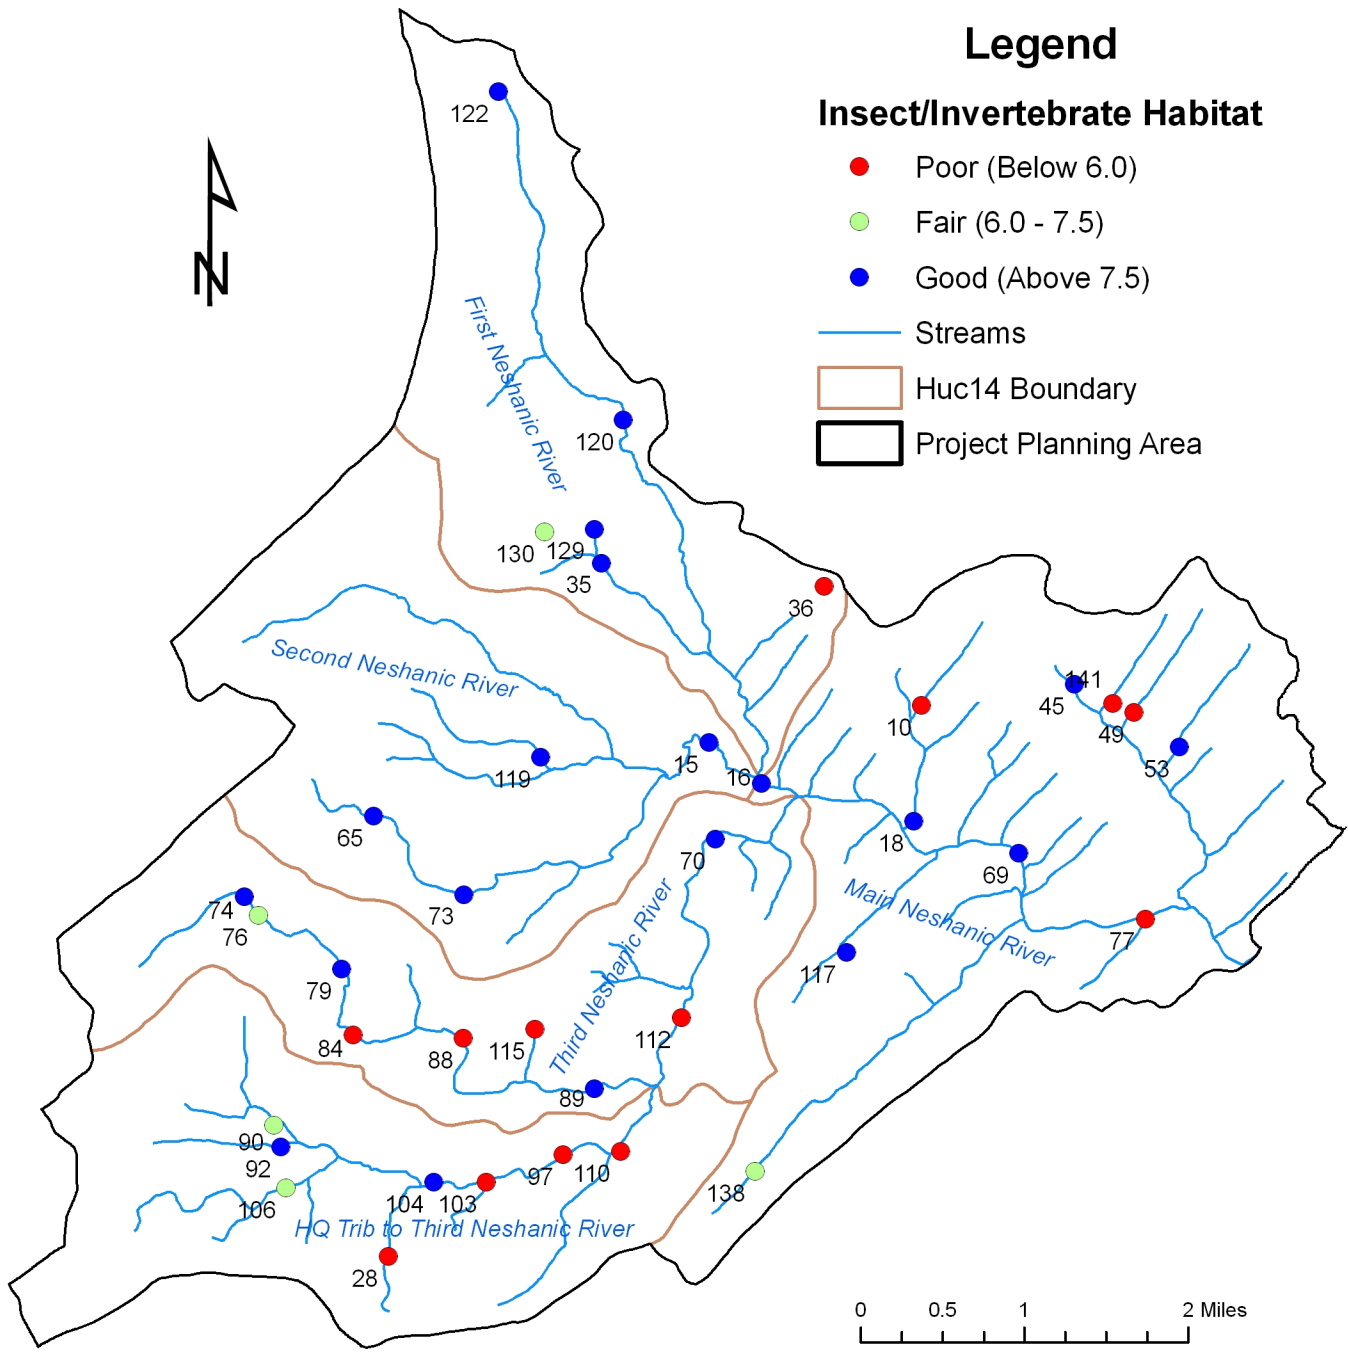 Legend
Insect/Invertebrate Habitat
Poor (Below 6.0)
Fair (6.0 - 7.5)
Good (Above 7.5)
Streams
Huc14 Boundary
Project Planning Area
N
122
First Neshanic River
120
130
129
35
36
Second Neshanic River
141
45
10
49
15
16
53
119
65
18
70
69
73
74
76
Main Neshanic River
77
117
79
Third Neshanic River
84
88
115
112
89
90
92
97
110
104
103
106
138
HQ Trib to Third Neshanic River
28
0 0.5 1 2 Miles